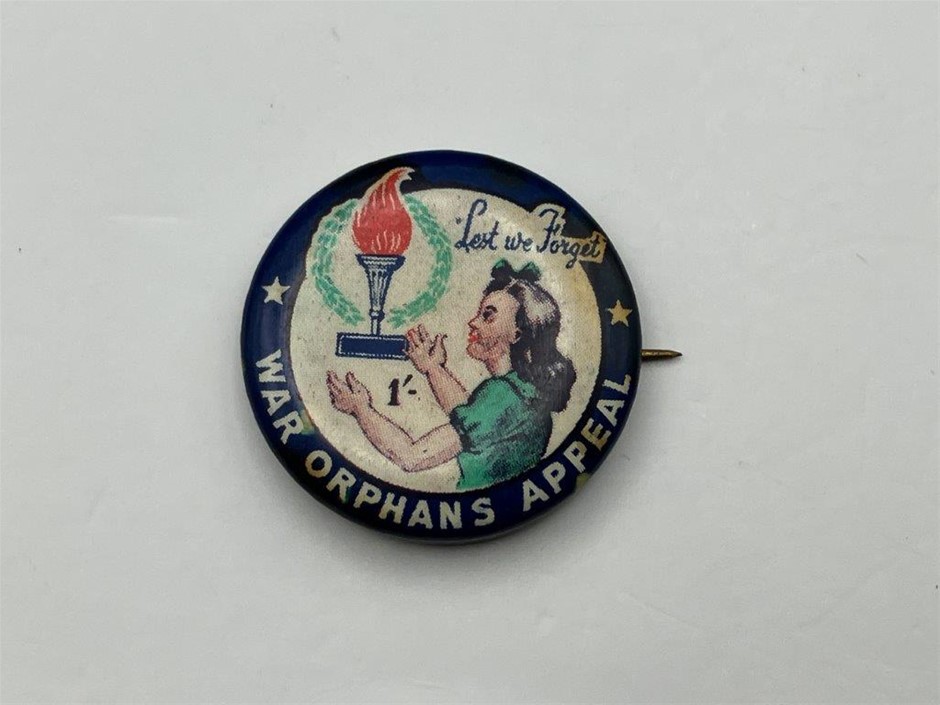 "Lest we Forget"
1/-
WAR ORPHANS APPEAL